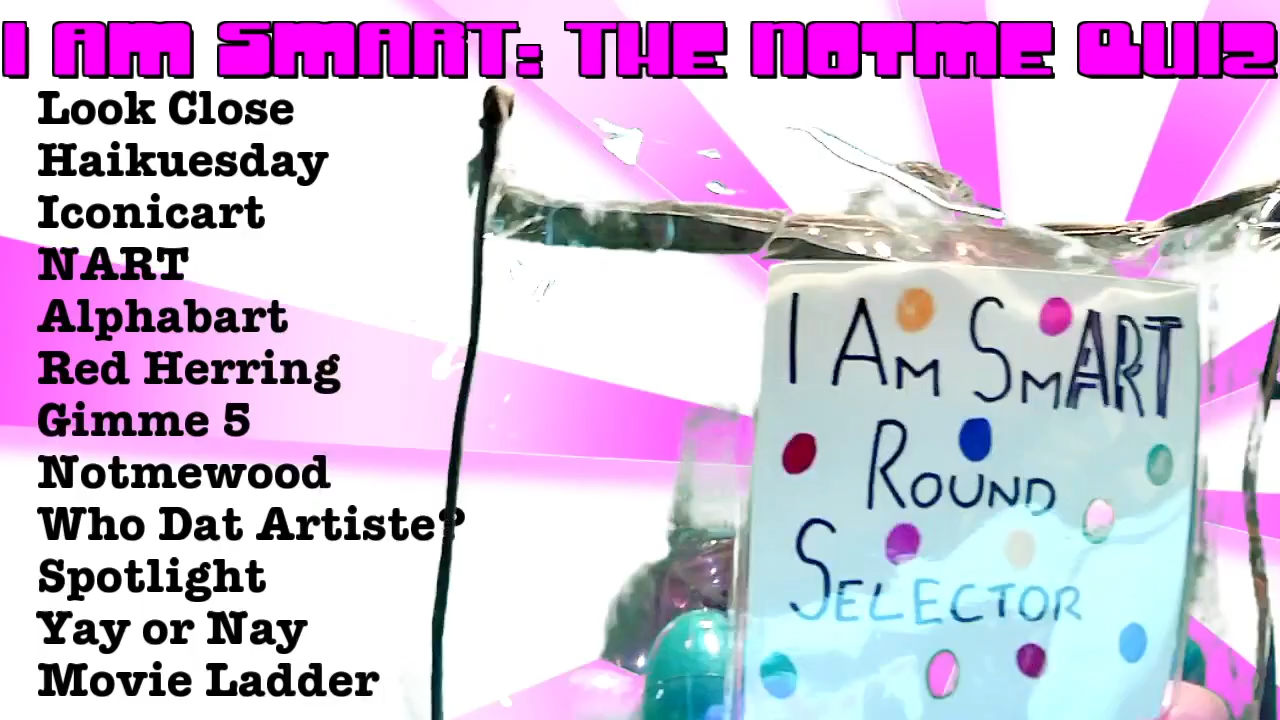 I AM SMART: THE NOTME QUIZ
Look Close
Haikuesday
Iconicart
NART
Alphabart
Red Herring
Gimme 5
Notmewood
Who Dat Artiste?
Spotlight
Yay or Nay
Movie Ladder
I AM SMART
ROUND
SELECTOR